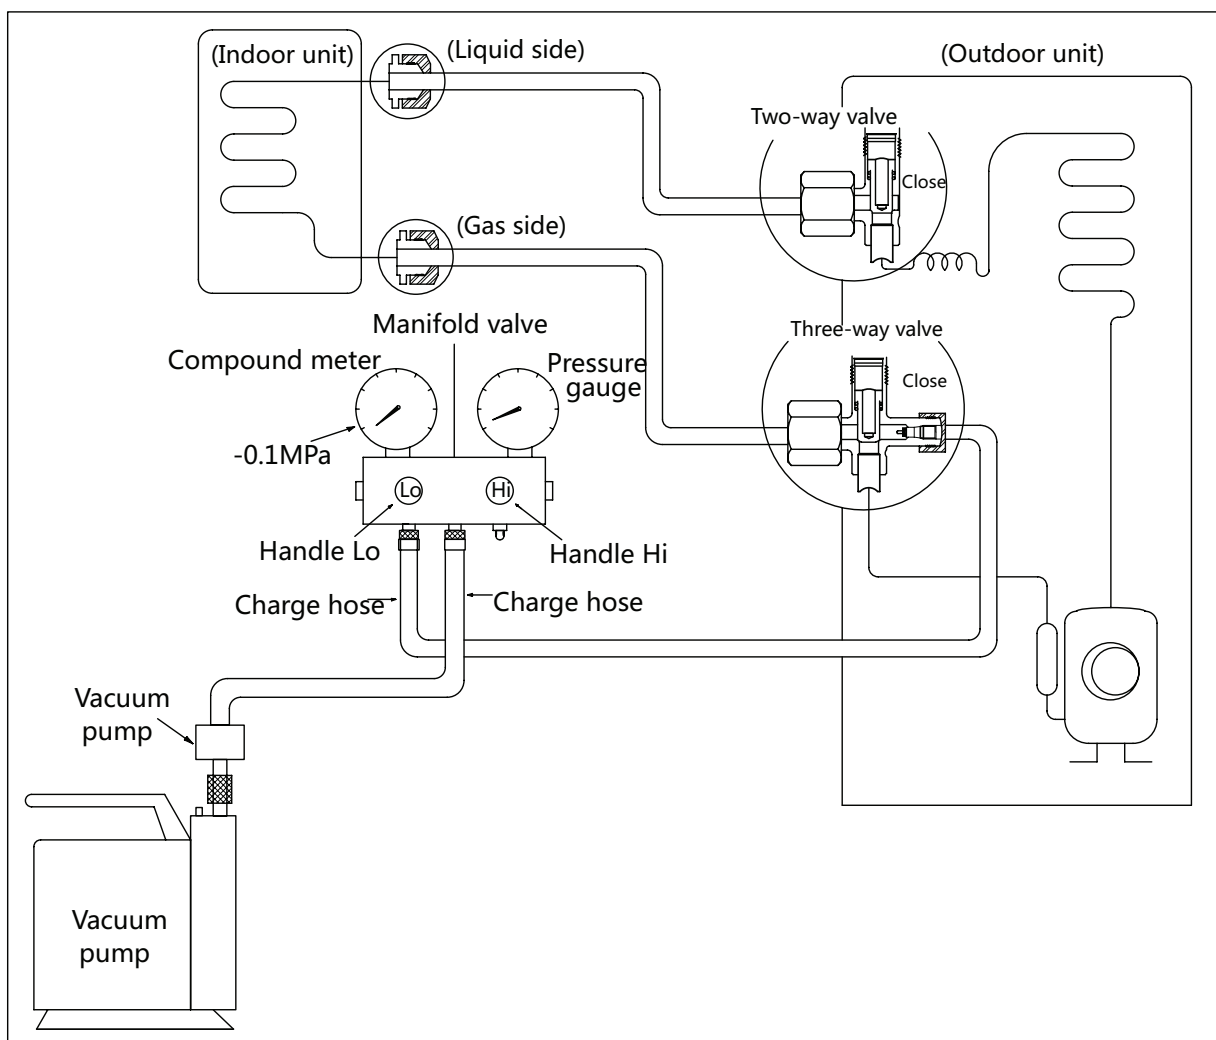 (Indoor unit)
(Liquid side)
(Outdoor unit)
Two-way valve
Close
(Gas side)
Manifold valve
Three-way valve
Compound meter
Pressure
gauge
Close
-0.1MPa
Lo
Hi
Handle Lo
Handle Hi
Charge hose
Charge hose
Vacuum
pump
Vacuum
pump